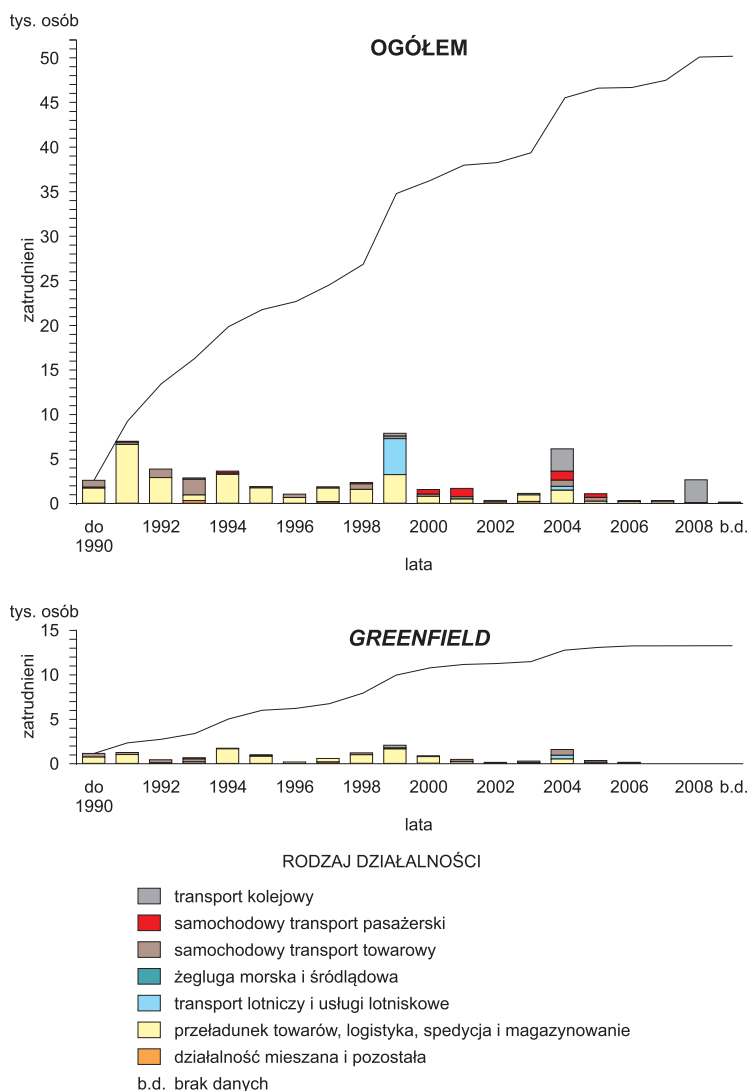 tys. osób
OGÓŁEM
50
45
40
35
30
25
20
15
10
5
0
zatrudnieni
do 1992 1994 1996 1998 2000 2002 2004 2006 2008 b.d.
1990
lata
tys. osób
GREENFIELD
15
10
5
0
zatrudnieni
do 1992 1994 1996 1998 2000 2002 2004 2006 2008 b.d.
1990
lata
RODZAJ DZIAŁALNOŚCI
transport kolejowy
samochodowy transport pasażerski
samochodowy transport towarowy
żegluga morska i śródlądowa
transport lotniczy i usługi lotniskowe
przeładunek towarów, logistyka, spedycja i magazynowanie
działalność mieszana i pozostała
b.d. brak danych